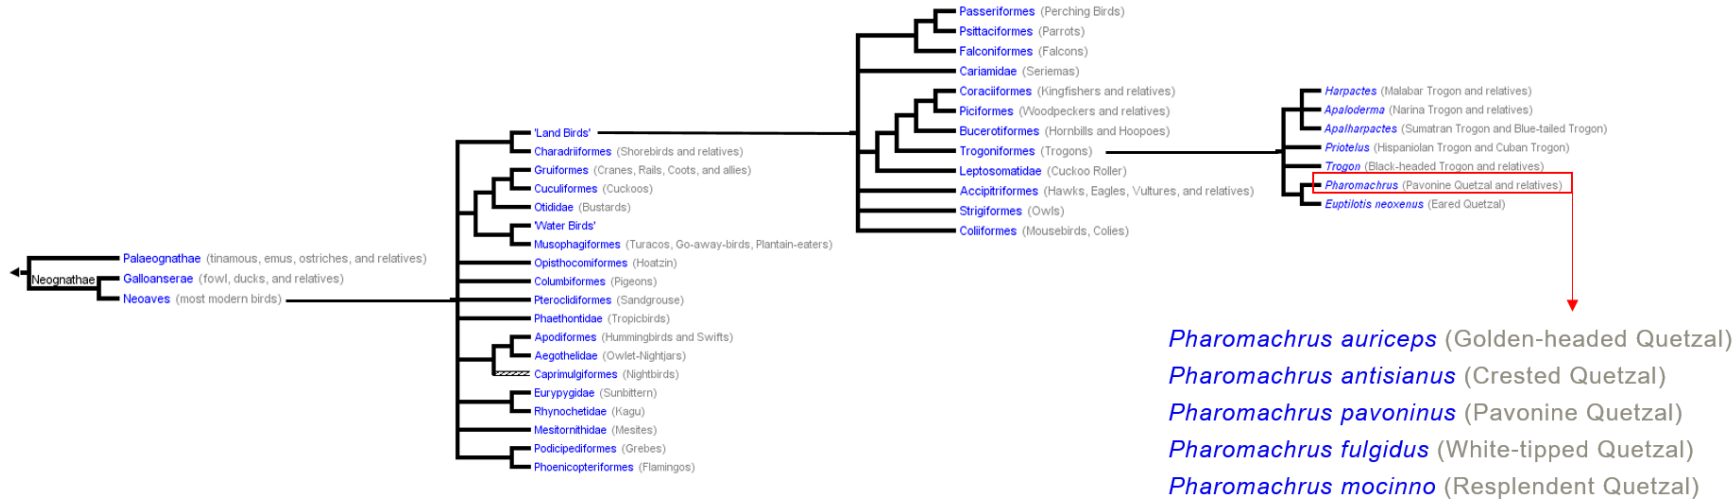 Neognathae
Palaeognathae (tinamous, emus, ostriches, and relatives)
Galloanserae (fowl, ducks, and relatives)
Neoaves (most modern birds)
'Land Birds'
Charadriiformes (Shorebirds and relatives)
Gruiformes (Cranes, Rails, Coots, and allies)
Cuculiformes (Cuckoos)
Otididae (Bustards)
'Water Birds'
Musophagiformes (Turacos, Go-away-birds, Plantain-eaters)
Opisthocomiformes (Hoatzin)
Columbiformes (Pigeons)
Pteroclidiformes (Sandgrouse)
Phaethontidae (Tropicbirds)
Apodiformes (Hummingbirds and Swifts)
Aegothelidae (Owlet-Nightjars)
Caprimulgiformes (Nightbirds)
Eurypygidae (Sunbittern)
Rhynochetidae (Kagu)
Mesitornithidae (Mesites)
Podicipediformes (Grebes)
Phoenicopteriformes (Flamingos)
Passeriformes (Perching Birds)
Psittaciformes (Parrots)
Falconiformes (Falcons)
Cariamidae (Seriemas)
Coraciiformes (Kingfishers and relatives)
Piciformes (Woodpeckers and relatives)
Bucerotiformes (Hornbills and Hoopoes)
Trogoniformes (Trogons)
Leptosomatidae (Cuckoo Roller)
Accipitriformes (Hawks, Eagles, Vultures, and relatives)
Strigiformes (Owls)
Coliiformes (Mousebirds, Colies)
Harpactes (Malabar Trogon and relatives)
Apaloderma (Narina Trogon and relatives)
Apalharpactes (Sumatran Trogon and Blue-tailed Trogon)
Priotelus (Hispaniolan Trogon and Cuban Trogon)
Trogon (Black-headed Trogon and relatives)
Pharomachrus (Pavonine Quetzal and relatives)
Euptilotis neoxenus (Eared Quetzal)
Pharomachrus auriceps (Golden-headed Quetzal)
Pharomachrus antisianus (Crested Quetzal)
Pharomachrus pavoninus (Pavonine Quetzal)
Pharomachrus fulgidus (White-tipped Quetzal)
Pharomachrus mocinno (Resplendent Quetzal)